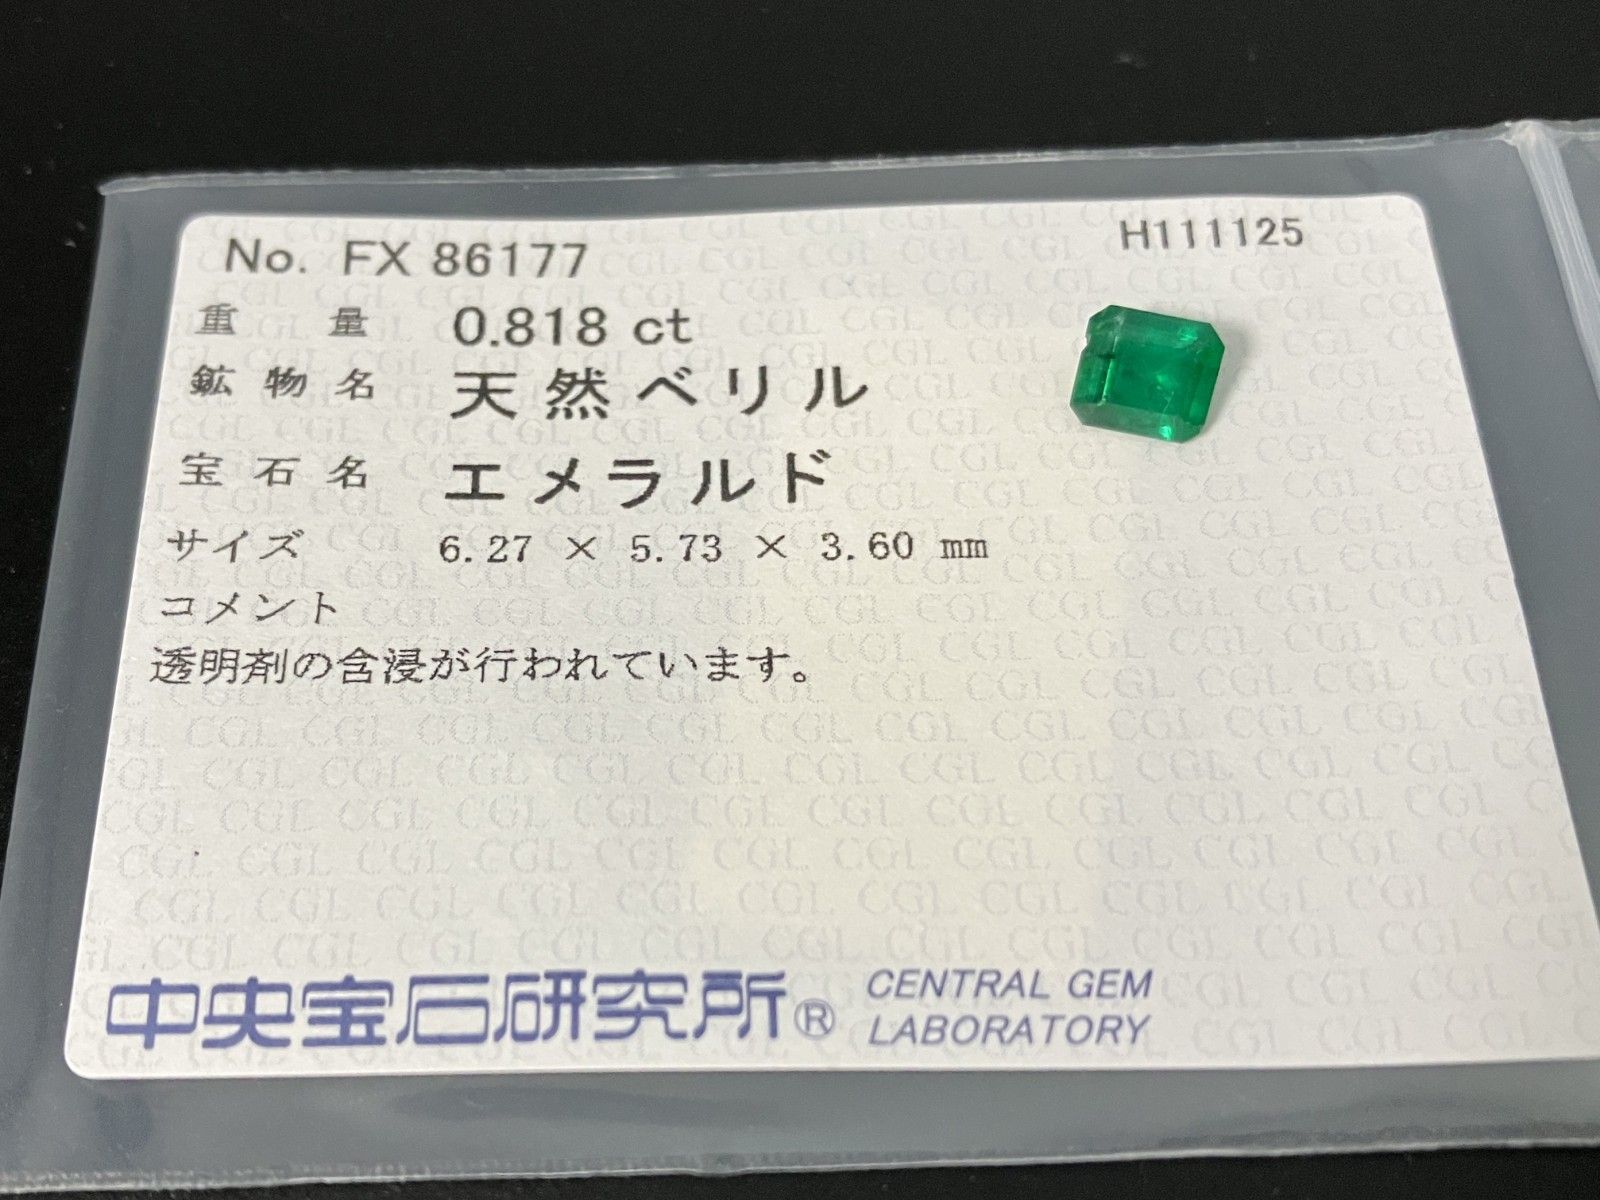 No. FX 86177
H111125
重量 0.818 ct
鉱物名 天然ベリル
宝石名 エメラルド
サイズ 6.27 × 5.73 × 3.60 mm
コメント
透明剤の含浸が行われています。
中央宝石研究所® CENTRAL GEM
LABORATORY